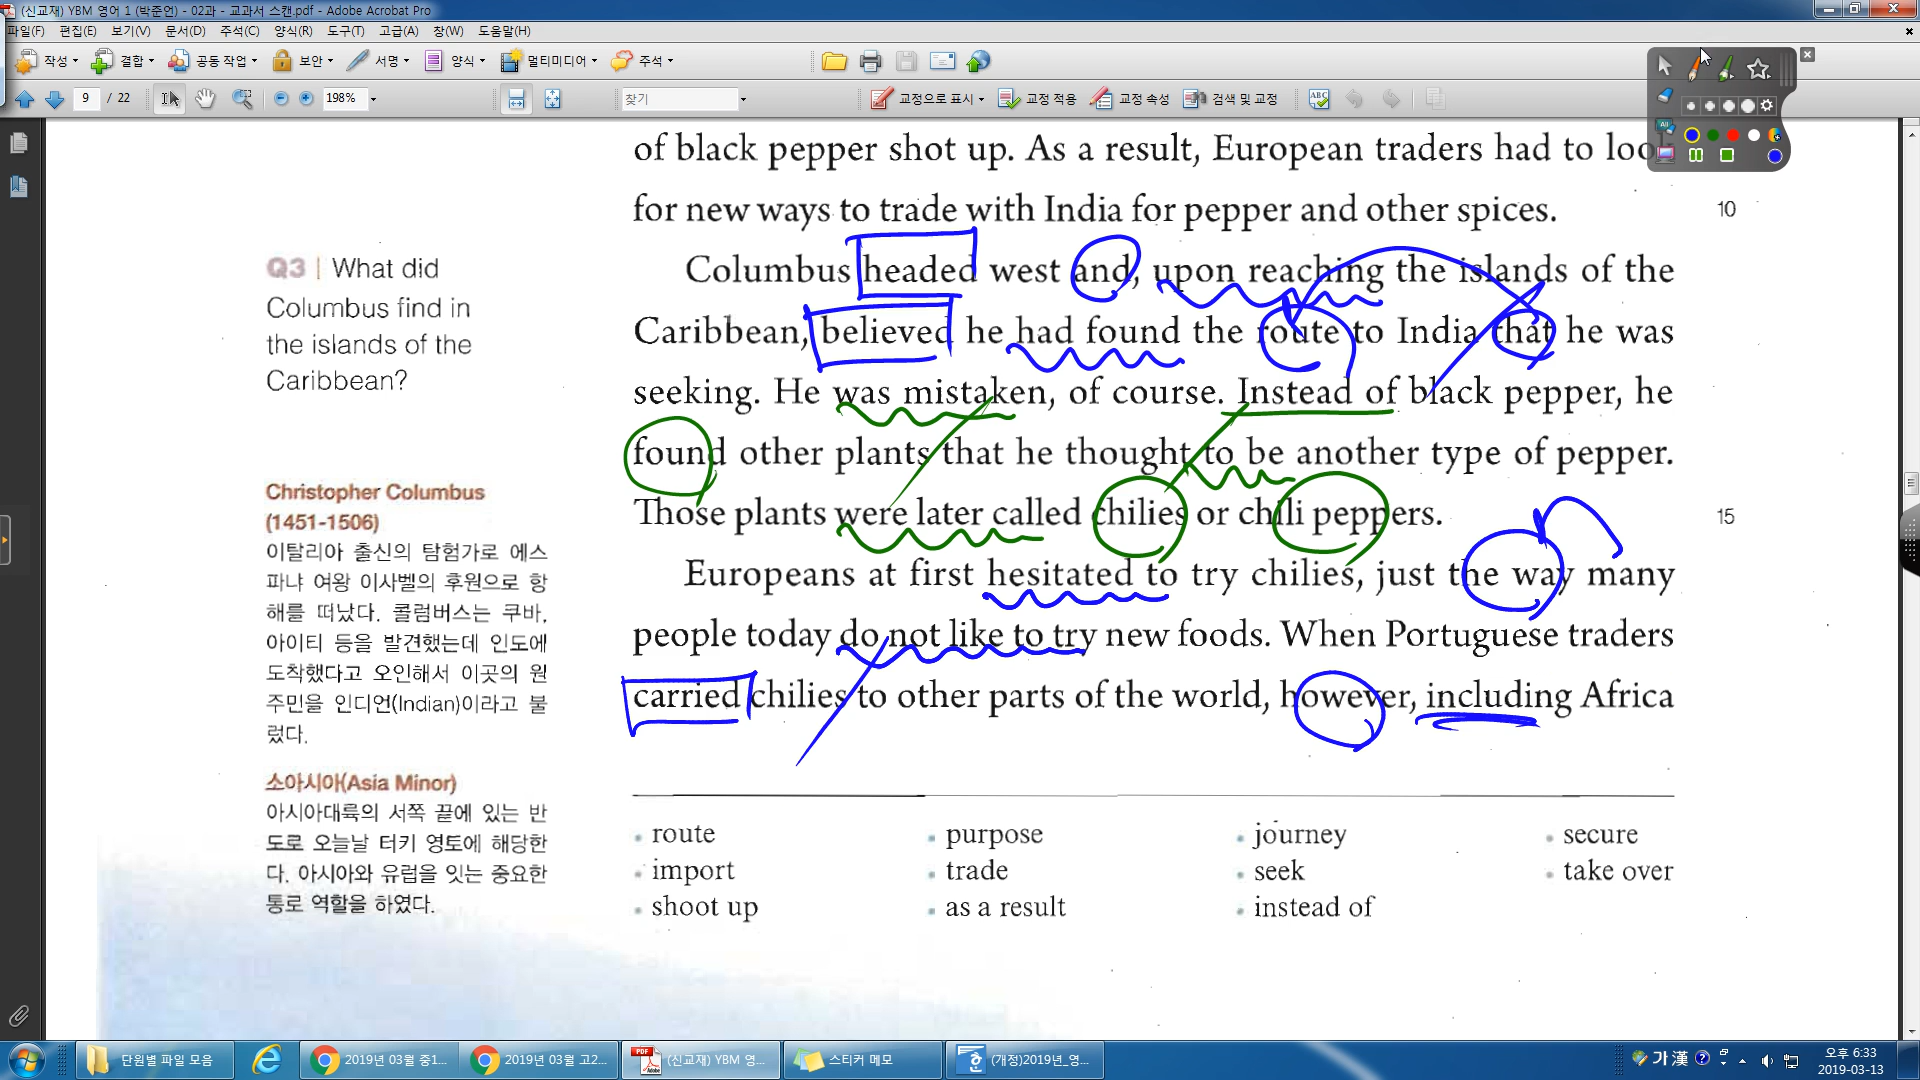 (신교재) YBM 영어 1 (박준언) - 02과 - 교과서 스캔.pdf - Adobe Acrobat Pro
파일(F) 편집(E) 보기(V) 문서(D) 주석(C) 양식(R) 도구(T) 고급(A) 창(W) 도움말(H)
작성 결합 공동 작업 보안 서명 양식 멀티미디어 주석
9 / 22 198% 찾기 교정으로 표시 교정 적용 교정 속성 검색 및 교정
of black pepper shot up. As a result, European traders had to look
for new ways to trade with India for pepper and other spices.
10
Columbus headed west and, upon reaching the islands of the
Caribbean, believed he had found the route to India that he was
seeking. He was mistaken, of course. Instead of black pepper, he
found other plants that he thought to be another type of pepper.
Those plants were later called chilies or chili peppers.
15
Europeans at first hesitated to try chilies, just the way many
people today do not like to try new foods. When Portuguese traders
carried chilies to other parts of the world, however, including Africa
Q3 | What did
Columbus find in
the islands of the
Caribbean?
Christopher Columbus
(1451-1506)
이탈리아 출신의 탐험가로 에스
파냐 여왕 이사벨의 후원으로 항
해를 떠났다. 콜럼버스는 쿠바,
아이티 등을 발견했는데 인도에
도착했다고 오인해서 이곳의 원
주민을 인디언(Indian)이라고 불
렀다.
소아시아(Asia Minor)
아시아대륙의 서쪽 끝에 있는 반
도로 오늘날 터키 영토에 해당한
다. 아시아와 유럽을 잇는 중요한
통로 역할을 하였다.
route purpose journey secure
import trade seek take over
shoot up as a result instead of
단원별 파일 모음 2019년 03월 중1... 2019년 03월 고2... (신교재) YBM 영... 스티커 메모 (개정)2019년_영...
가 漢
오후 6:33
2019-03-13